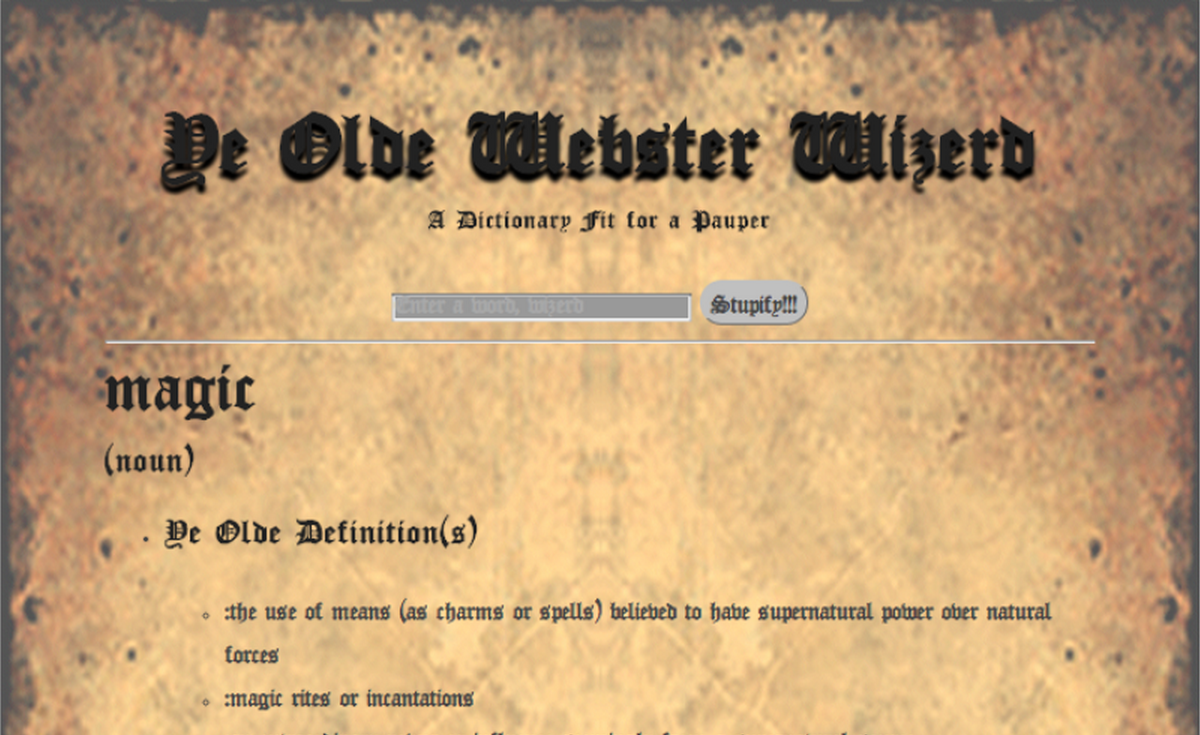 Ye Olde Webster Wizerd
A Dictionary Fit for a Pauper
Enter a word, wizerd
Stupify!!!
magic
(noun)
Ye Olde Definition(s)
:the use of means (as charms or spells) believed to have supernatural power over natural
forces
:magic rites or incantations